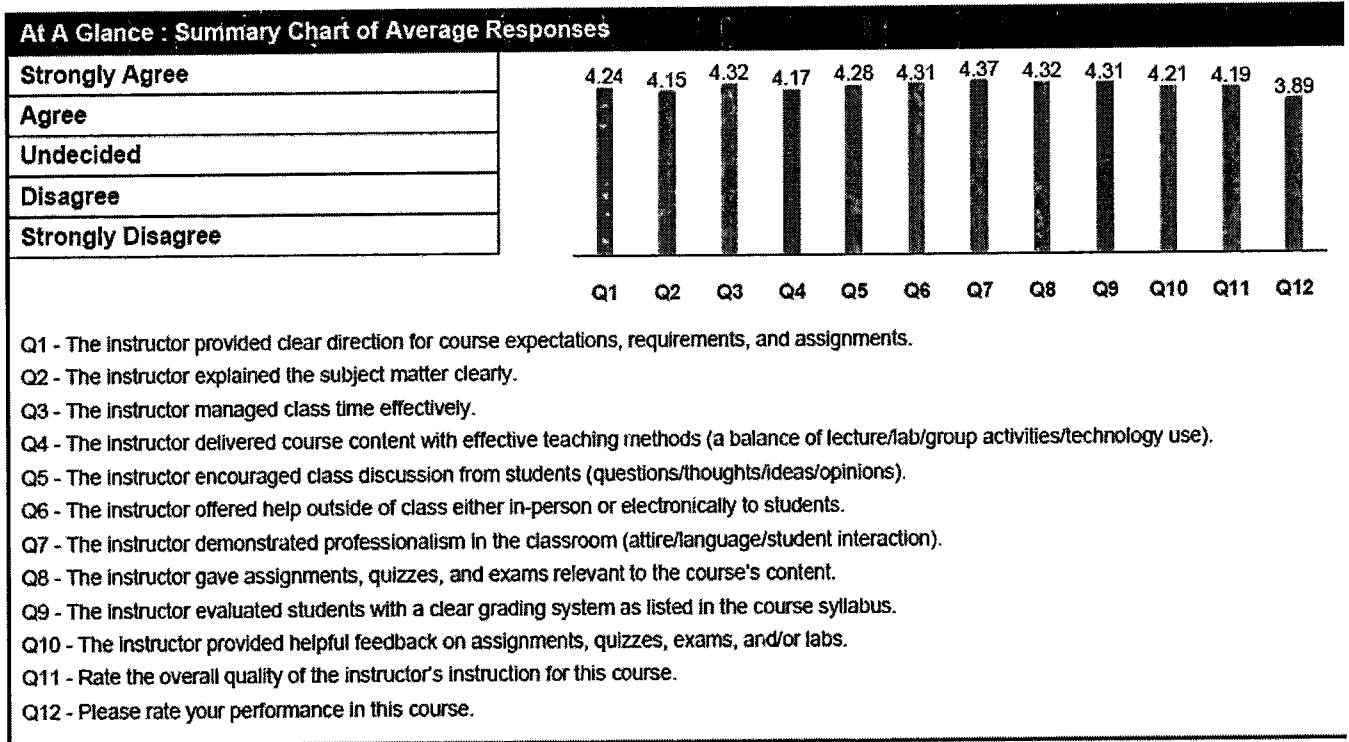 At A Glance : Summary Chart of Average Responses
Strongly Agree
Agree
Undecided
Disagree
Strongly Disagree
4.24 4.15 4.32 4.17 4.28 4.31 4.37 4.32 4.31 4.21 4.19 3.89
Q1 Q2 Q3 Q4 Q5 Q6 Q7 Q8 Q9 Q10 Q11 Q12
Q1 - The instructor provided clear direction for course expectations, requirements, and assignments.
Q2 - The instructor explained the subject matter clearly.
Q3 - The instructor managed class time effectively.
Q4 - The instructor delivered course content with effective teaching methods (a balance of lecture/lab/group activities/technology use).
Q5 - The instructor encouraged class discussion from students (questions/thoughts/ideas/opinions).
Q6 - The instructor offered help outside of class either in-person or electronically to students.
Q7 - The instructor demonstrated professionalism in the classroom (attire/language/student interaction).
Q8 - The instructor gave assignments, quizzes, and exams relevant to the course's content.
Q9 - The instructor evaluated students with a clear grading system as listed in the course syllabus.
Q10 - The instructor provided helpful feedback on assignments, quizzes, exams, and/or labs.
Q11 - Rate the overall quality of the instructor's instruction for this course.
Q12 - Please rate your performance in this course.